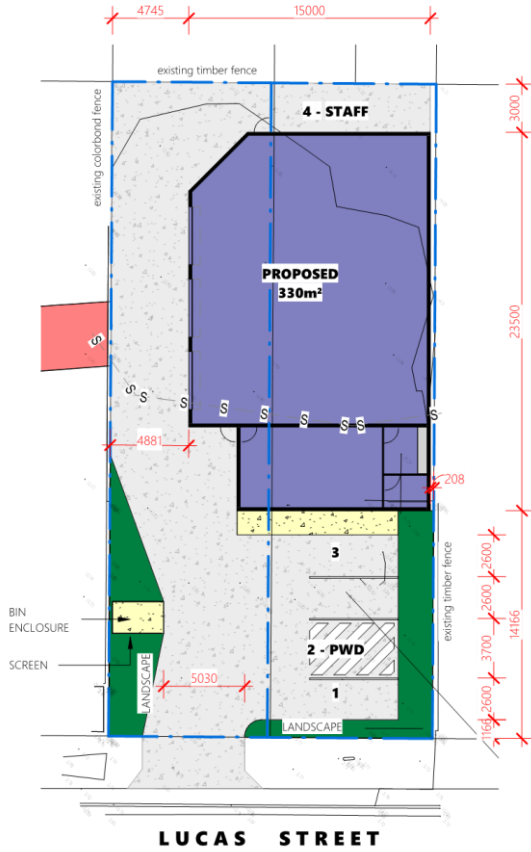 4745
15000
existing timber fence
existing colorbond fence
4 - STAFF
3000
PROPOSED
330m²
23500
S
S
S
S
S
S
S
S
S
S
4881
208
3
2600
existing timber fence
2600
14166
BIN
ENCLOSURE
2 - PWD
3700
SCREEN
LANDSCAPE
5030
1
2600
LANDSCAPE
1166
LUCAS STREET